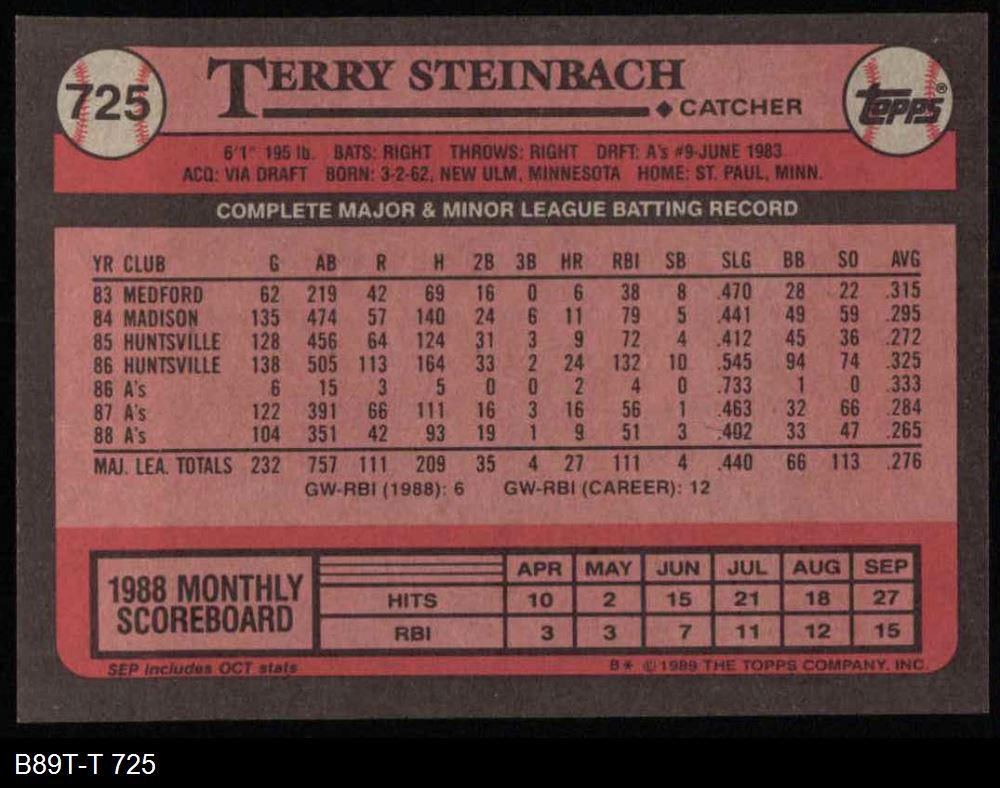 725
TERRY STEINBACH
◆ CATCHER
topps®
6'1" 195 lb. BATS: RIGHT THROWS: RIGHT DRFT: A's #9-JUNE 1983
ACQ: VIA DRAFT BORN: 3-2-62, NEW ULM, MINNESOTA HOME: ST. PAUL, MINN.
COMPLETE MAJOR & MINOR LEAGUE BATTING RECORD
YR CLUB G AB R H 2B 3B HR RBI SB SLG BB SO AVG
83 MEDFORD 62 219 42 69 16 0 6 38 8 .470 28 22 .315
84 MADISON 135 474 57 140 24 6 11 79 5 .441 49 59 .295
85 HUNTSVILLE 128 456 64 124 31 3 9 72 4 .412 45 36 .272
86 HUNTSVILLE 138 505 113 164 33 2 24 132 10 .545 94 74 .325
86 A's 6 15 3 5 0 0 2 4 0 .733 1 0 .333
87 A's 122 391 66 111 16 3 16 56 1 .463 32 66 .284
88 A's 104 351 42 93 19 1 9 51 3 .402 33 47 .265
MAJ. LEA. TOTALS 232 757 111 209 35 4 27 111 4 .440 66 113 .276
GW-RBI (1988): 6 GW-RBI (CAREER): 12
1988 MONTHLY SCOREBOARD
APR MAY JUN JUL AUG SEP
HITS 10 2 15 21 18 27
RBI 3 3 7 11 12 15
SEP includes OCT stats
B* © 1989 THE TOPPS COMPANY, INC.
B89T-T 725